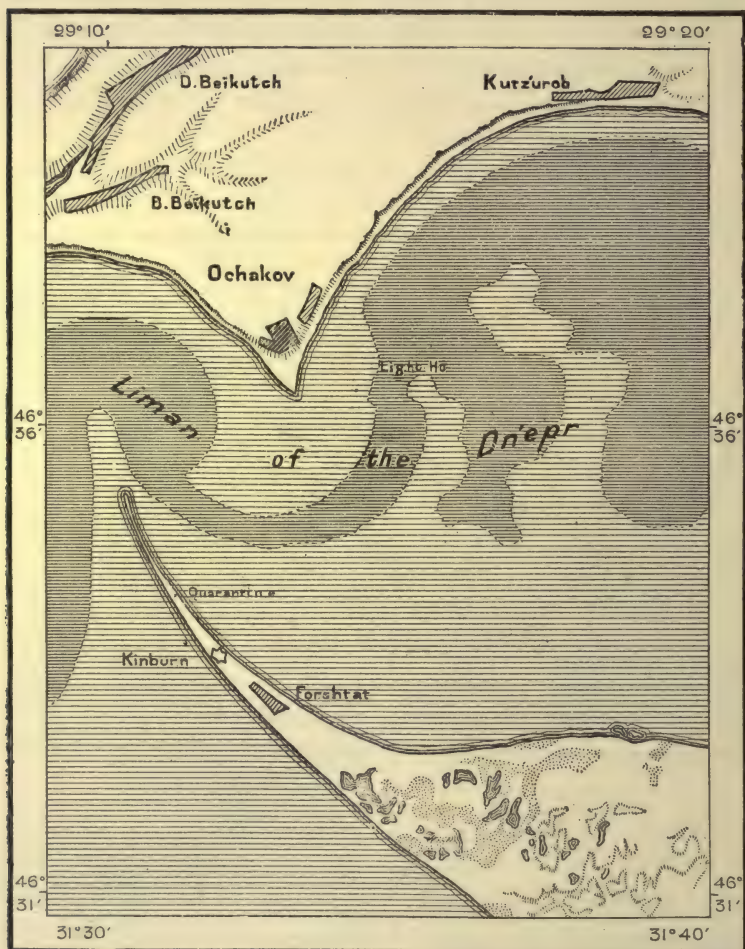 29° 10′
29° 20′
D. Beikutch
Kutz'urob
B. Beikutch
Ochakov
Light Ho.
Liman of the Dn'epr
46° 36′
46° 36′
Quarantine
Kinburn
Forshtat
46° 31′
46° 31′
31° 30′
31° 40′